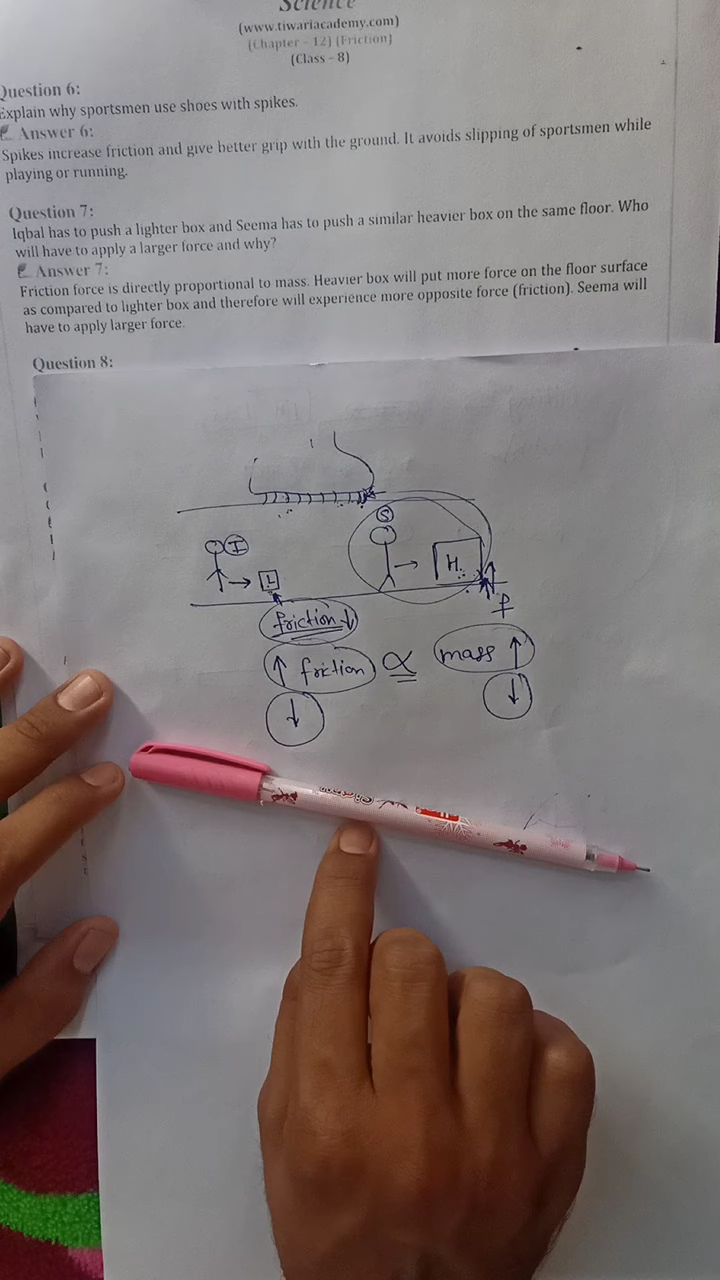 Science
(www.tiwariacademy.com)
(Chapter – 12) (Friction)
(Class – 8)
Question 6:
Explain why sportsmen use shoes with spikes.
Answer 6:
Spikes increase friction and give better grip with the ground. It avoids slipping of sportsmen while
playing or running.
Question 7:
Iqbal has to push a lighter box and Seema has to push a similar heavier box on the same floor. Who
will have to apply a larger force and why?
Answer 7:
Friction force is directly proportional to mass. Heavier box will put more force on the floor surface
as compared to lighter box and therefore will experience more opposite force (friction). Seema will
have to apply larger force.
Question 8:
S
I → L
→ H
friction ↓
f
↑ friction ∝ mass ↑
↓ ↓